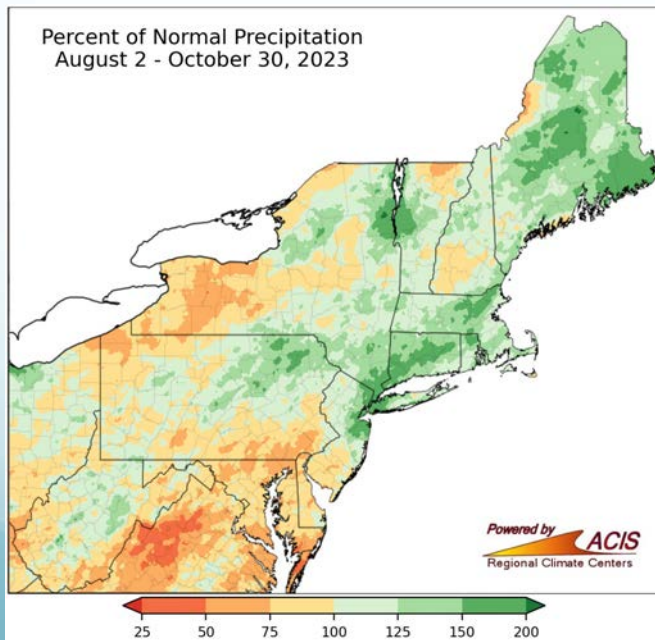 Percent of Normal Precipitation
August 2 - October 30, 2023
Powered by
ACIS
Regional Climate Centers
25 50 75 100 125 150 200